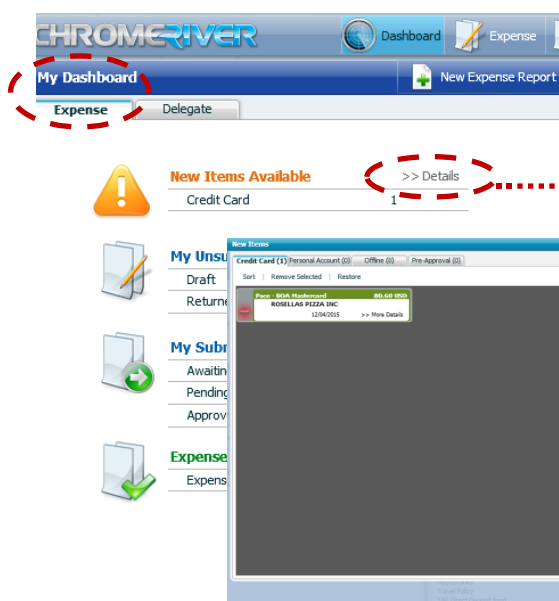 CHROMERIVER
Dashboard
Expense
My Dashboard
New Expense Report
Expense
Delegate
New Items Available
>> Details
Credit Card
1
My Unsu
Draft
Returne
My Subm
Awaitin
Pending
Approv
Expense
Expens
New Items
Credit Card (1)
Personal Account (0)
Offline (0)
Pre-Approval (0)
Sort | Remove Selected | Restore
Pace - BOA Mastercard 80.60 USD
ROSELLAS PIZZA INC
12/04/2015 >> More Details
Travel Policy